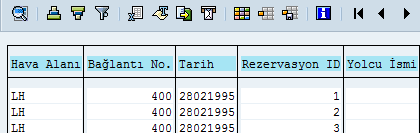 Hava Alanı Bağlantı No. Tarih Rezervasyon ID Yolcu İsmi
LH 400 28021995 1
LH 400 28021995 2
LH 400 28021995 3